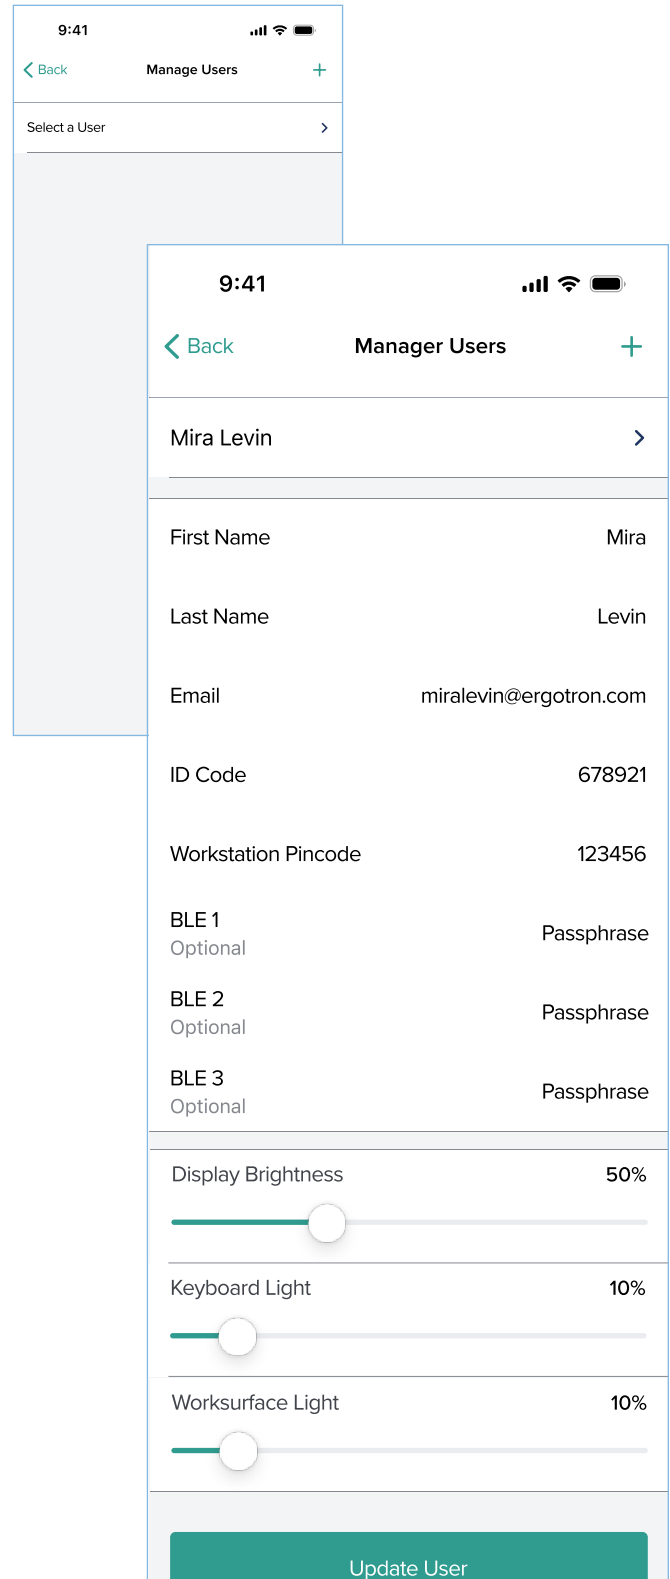 9:41
Back Manage Users +
Select a User
9:41
Back Manager Users +
Mira Levin
First Name Mira
Last Name Levin
Email miralevin@ergotron.com
ID Code 678921
Workstation Pincode 123456
BLE 1 Passphrase
Optional
BLE 2 Passphrase
Optional
BLE 3 Passphrase
Optional
Display Brightness 50%
Keyboard Light 10%
Worksurface Light 10%
Update User